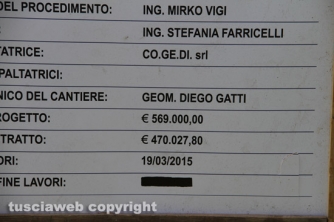 DEL PROCEDIMENTO: ING. MIRKO VIGI
ING. STEFANIA FARRICELLI
TATRICE: CO.GE.DI. srl
PALTATRICI:
NICO DEL CANTIERE: GEOM. DIEGO GATTI
ROGETTO: € 569.000,00
TRATTO: € 470.027,80
ORI: 19/03/2015
FINE LAVORI:
tusciaweb copyright